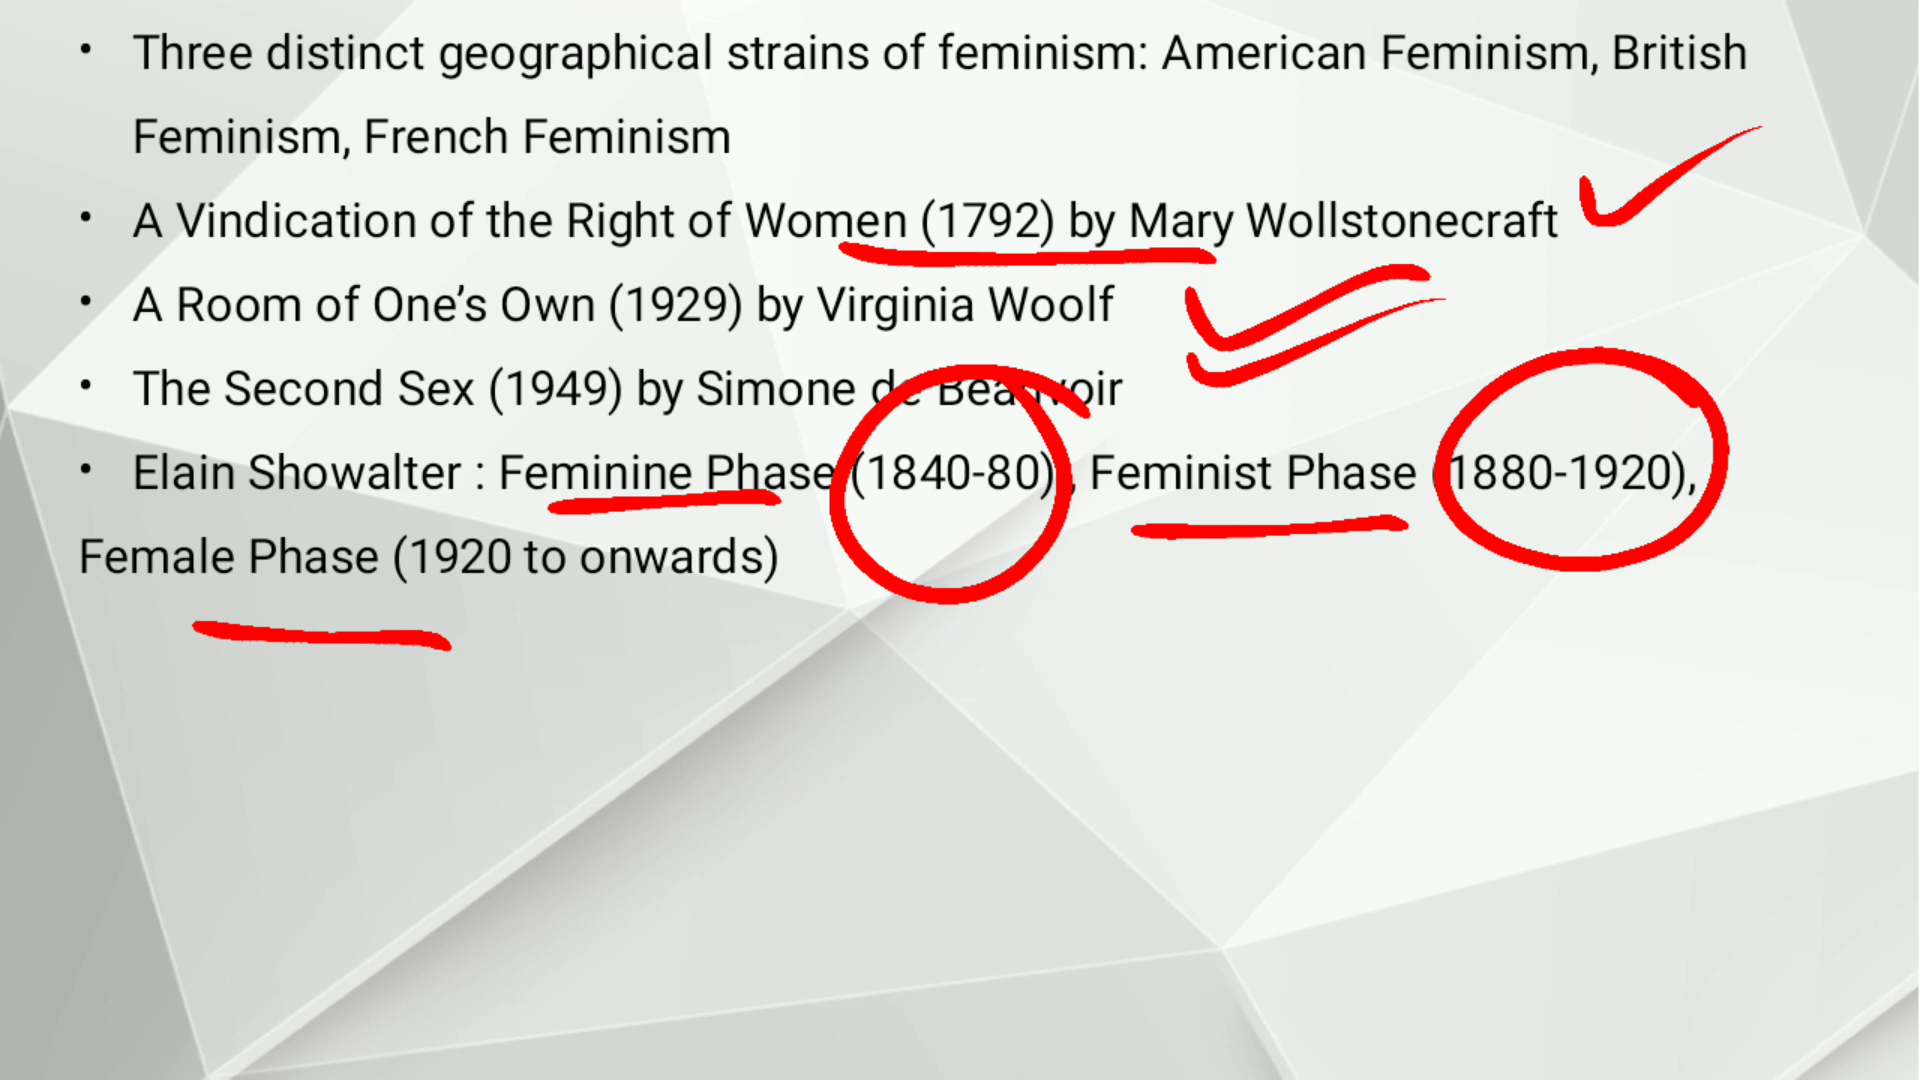 • Three distinct geographical strains of feminism: American Feminism, British
Feminism, French Feminism
• A Vindication of the Right of Women (1792) by Mary Wollstonecraft
• A Room of One’s Own (1929) by Virginia Woolf
• The Second Sex (1949) by Simone de Beauvoir
• Elain Showalter : Feminine Phase (1840-80) , Feminist Phase (1880-1920),
Female Phase (1920 to onwards)